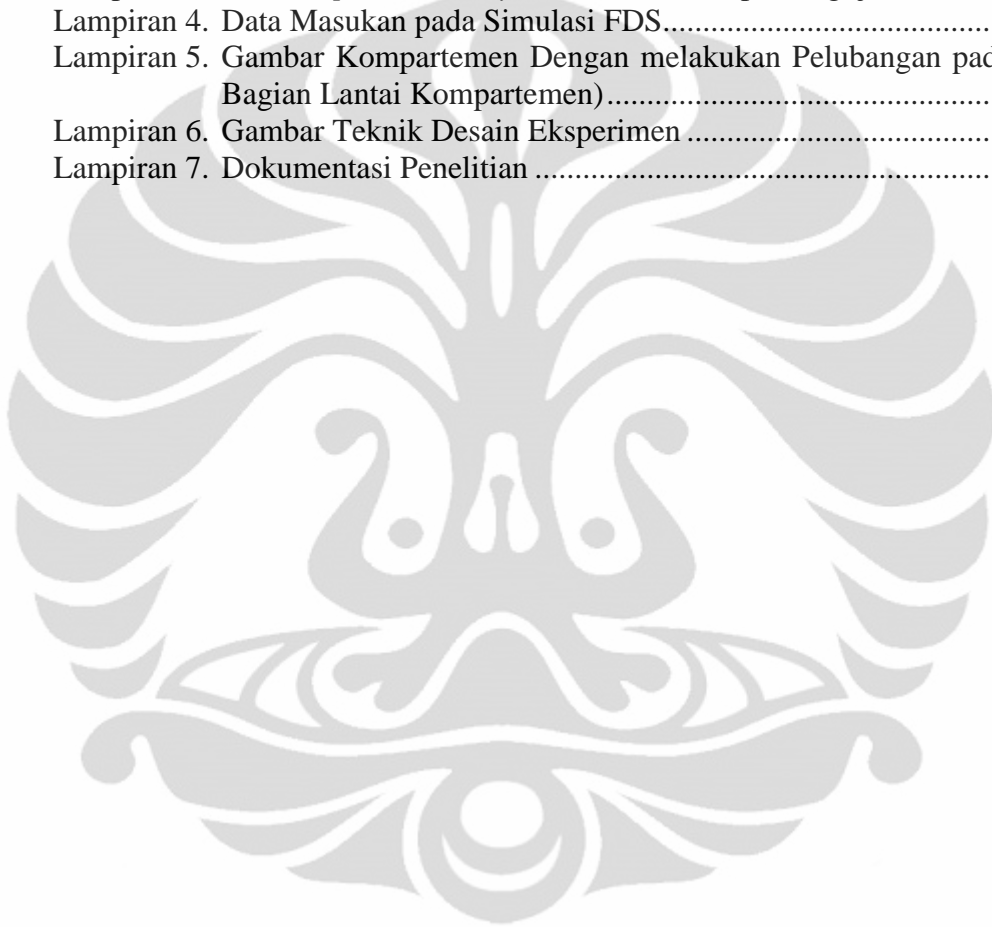 Lampiran 4. Data Masukan pada Simulasi FDS.......................................
Lampiran 5. Gambar Kompartemen Dengan melakukan Pelubangan pad
Bagian Lantai Kompartemen)...............................................
Lampiran 6. Gambar Teknik Desain Eksperimen.....................................
Lampiran 7. Dokumentasi Penelitian........................................................